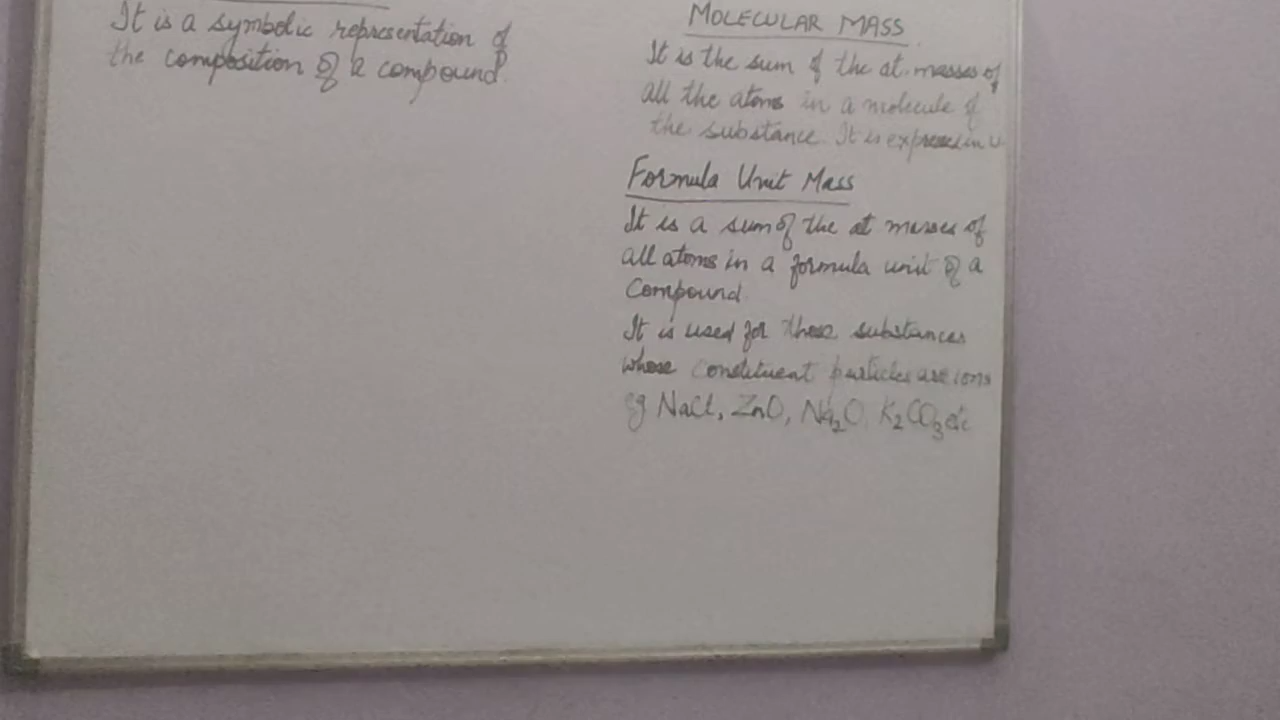 It is a symbolic representation of
the composition of a compound.
MOLECULAR MASS
It is the sum of the at. masses of
all the atoms in a molecule of
the substance. It is expressed in u
Formula Unit Mass
It is a sum of the at masses of
all atoms in a formula unit of a
Compound.
It is used for those substances
whose constituent particles are ions
eg NaCl, ZnO, Na₂O, K₂CO₃ etc